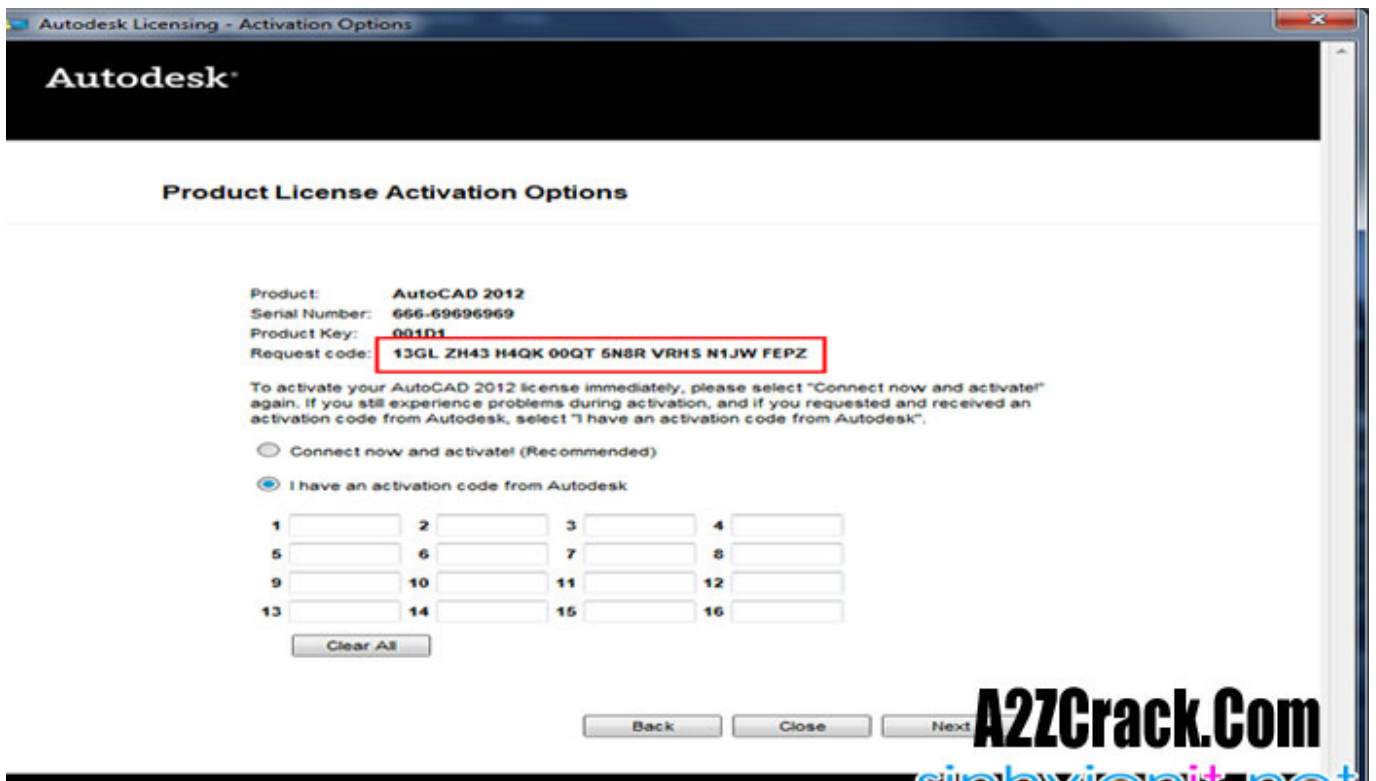 Autodesk Licensing - Activation Options
Autodesk
Product License Activation Options
Product: AutoCAD 2012
Serial Number: 666-69696969
Product Key: 001D1
Request code: 13GL ZH43 H4QK 00QT 5N8R VRHS N1JW FEPZ
To activate your AutoCAD 2012 license immediately, please select "Connect now and activate!"
again. If you still experience problems during activation, and if you requested and received an
activation code from Autodesk, select "I have an activation code from Autodesk".
Connect now and activate! (Recommended)
I have an activation code from Autodesk
1 2 3 4
5 6 7 8
9 10 11 12
13 14 15 16
Clear All
Back Close Next
A2ZCrack.Com